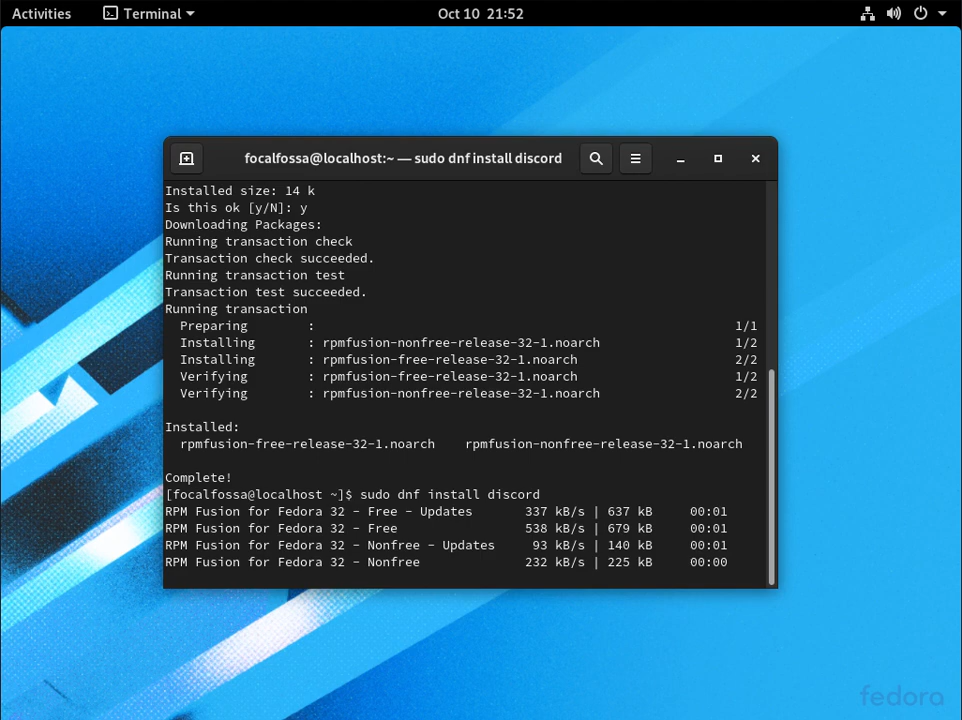 Activities Terminal Oct 10 21:52
focalfossa@localhost:~ — sudo dnf install discord
Installed size: 14 k
Is this ok [y/N]: y
Downloading Packages:
Running transaction check
Transaction check succeeded.
Running transaction test
Transaction test succeeded.
Running transaction
  Preparing        :                                                         1/1
  Installing       : rpmfusion-nonfree-release-32-1.noarch                  1/2
  Installing       : rpmfusion-free-release-32-1.noarch                     2/2
  Verifying        : rpmfusion-free-release-32-1.noarch                     1/2
  Verifying        : rpmfusion-nonfree-release-32-1.noarch                  2/2
Installed:
  rpmfusion-free-release-32-1.noarch    rpmfusion-nonfree-release-32-1.noarch
Complete!
[focalfossa@localhost ~]$ sudo dnf install discord
RPM Fusion for Fedora 32 - Free - Updates       337 kB/s | 637 kB     00:01
RPM Fusion for Fedora 32 - Free                 538 kB/s | 679 kB     00:01
RPM Fusion for Fedora 32 - Nonfree - Updates     93 kB/s | 140 kB     00:01
RPM Fusion for Fedora 32 - Nonfree              232 kB/s | 225 kB     00:00
fedora